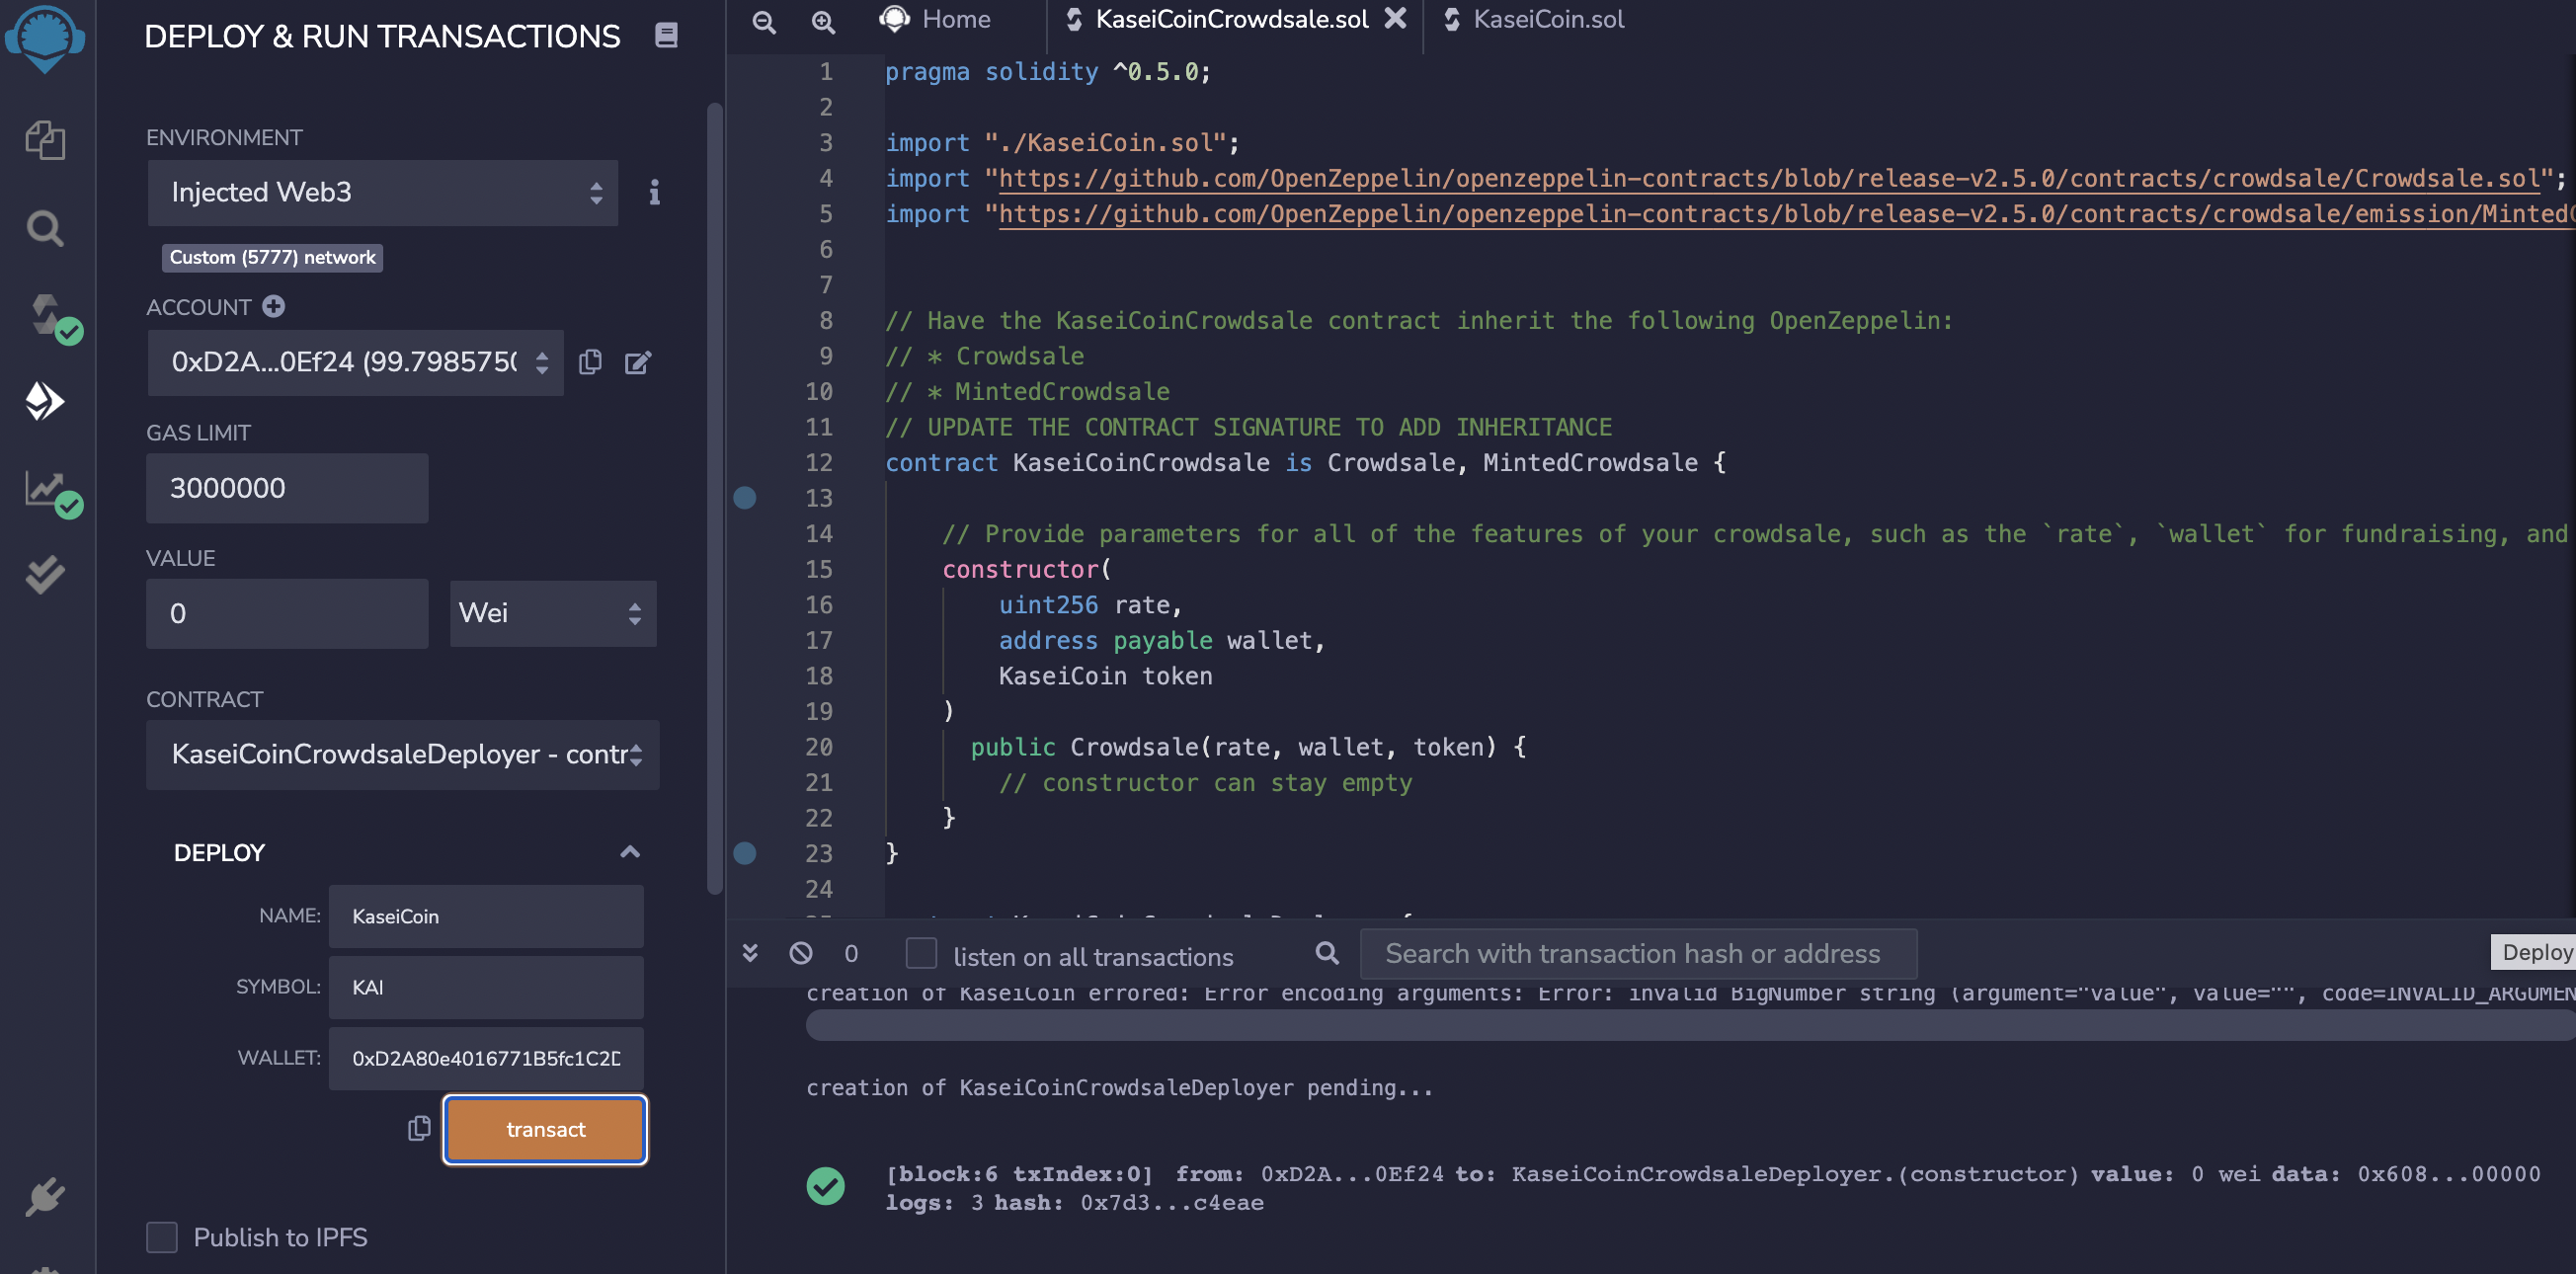 DEPLOY & RUN TRANSACTIONS
ENVIRONMENT
Injected Web3
Custom (5777) network
ACCOUNT
0xD2A...0Ef24 (99.7985750
GAS LIMIT
3000000
VALUE
0
Wei
CONTRACT
KaseiCoinCrowdsaleDeployer - contr
DEPLOY
NAME: KaseiCoin
SYMBOL: KAI
WALLET: 0xD2A80e4016771B5fc1C2D
transact
Publish to IPFS
Home
KaseiCoinCrowdsale.sol
KaseiCoin.sol
1 pragma solidity ^0.5.0;
2
3 import "./KaseiCoin.sol";
4 import "https://github.com/OpenZeppelin/openzeppelin-contracts/blob/release-v2.5.0/contracts/crowdsale/Crowdsale.sol";
5 import "https://github.com/OpenZeppelin/openzeppelin-contracts/blob/release-v2.5.0/contracts/crowdsale/emission/MintedC
6
7
8 // Have the KaseiCoinCrowdsale contract inherit the following OpenZeppelin:
9 // * Crowdsale
10 // * MintedCrowdsale
11 // UPDATE THE CONTRACT SIGNATURE TO ADD INHERITANCE
12 contract KaseiCoinCrowdsale is Crowdsale, MintedCrowdsale {
13
14 // Provide parameters for all of the features of your crowdsale, such as the `rate`, `wallet` for fundraising, and
15 constructor(
16 uint256 rate,
17 address payable wallet,
18 KaseiCoin token
19 )
20 public Crowdsale(rate, wallet, token) {
21 // constructor can stay empty
22 }
23 }
24
0
listen on all transactions
Search with transaction hash or address
Deploy
creation of KaseiCoin errored: Error encoding arguments: Error: invalid BigNumber string (argument="value", value="", code=INVALID_ARGUMEN
creation of KaseiCoinCrowdsaleDeployer pending...
[block:6 txIndex:0] from: 0xD2A...0Ef24 to: KaseiCoinCrowdsaleDeployer.(constructor) value: 0 wei data: 0x608...00000
logs: 3 hash: 0x7d3...c4eae